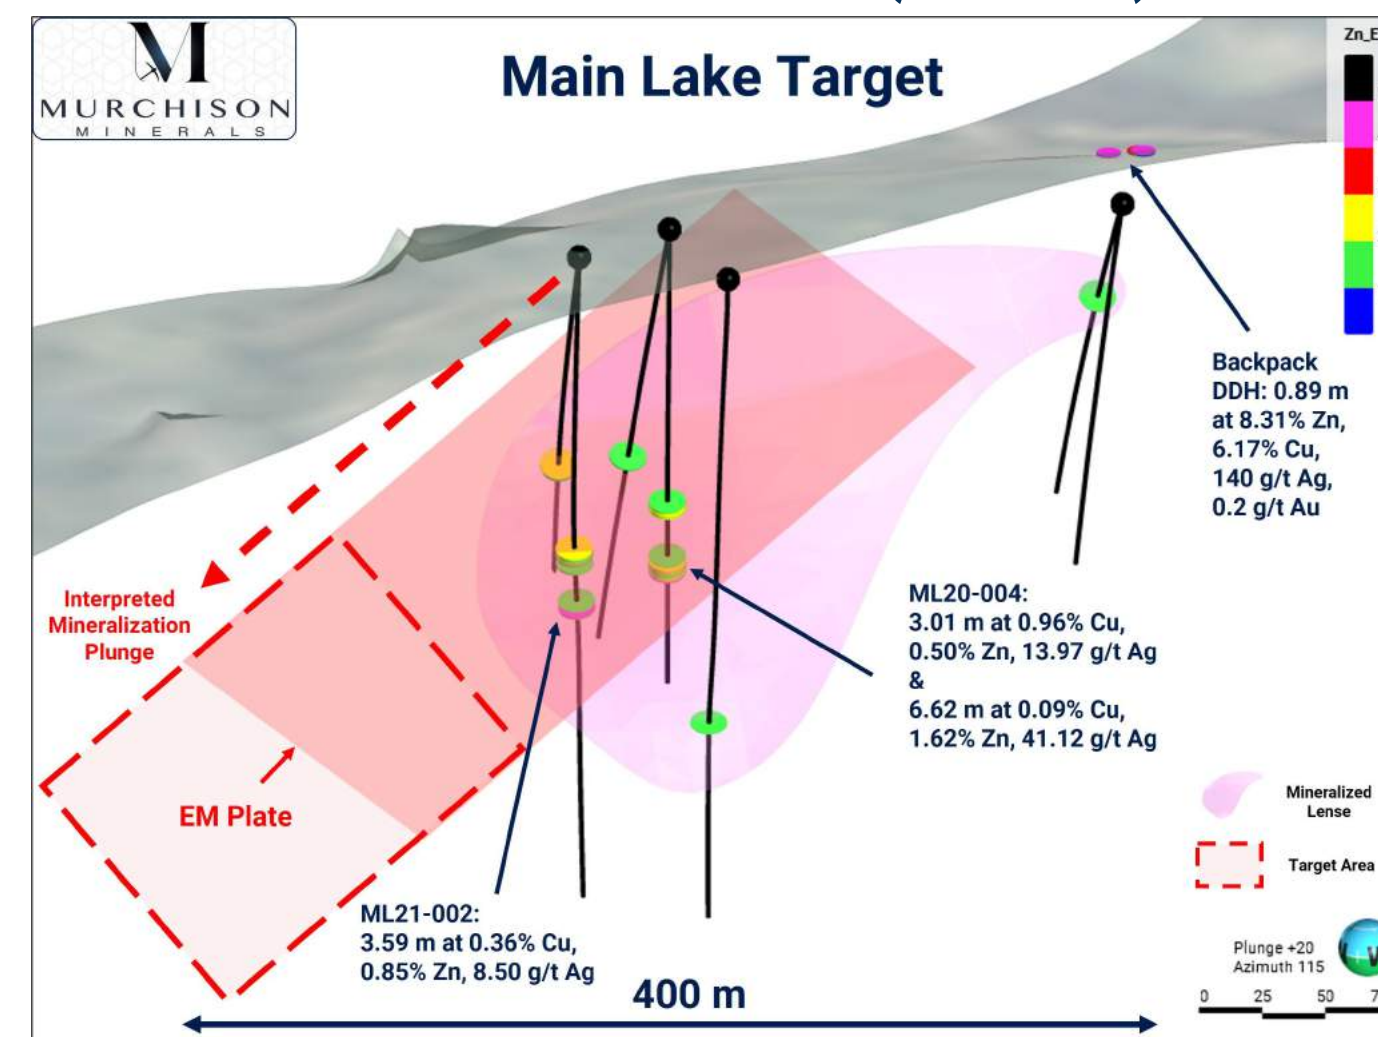 MURCHISON
MINERALS
Main Lake Target
Backpack
DDH: 0.89 m
at 8.31% Zn,
6.17% Cu,
140 g/t Ag,
0.2 g/t Au
Interpreted
Mineralization
Plunge
ML20-004:
3.01 m at 0.96% Cu,
0.50% Zn, 13.97 g/t Ag
&
6.62 m at 0.09% Cu,
1.62% Zn, 41.12 g/t Ag
EM Plate
Mineralized
Lense
Target Area
ML21-002:
3.59 m at 0.36% Cu,
0.85% Zn, 8.50 g/t Ag
400 m
Plunge +20
Azimuth 115
0 25 50